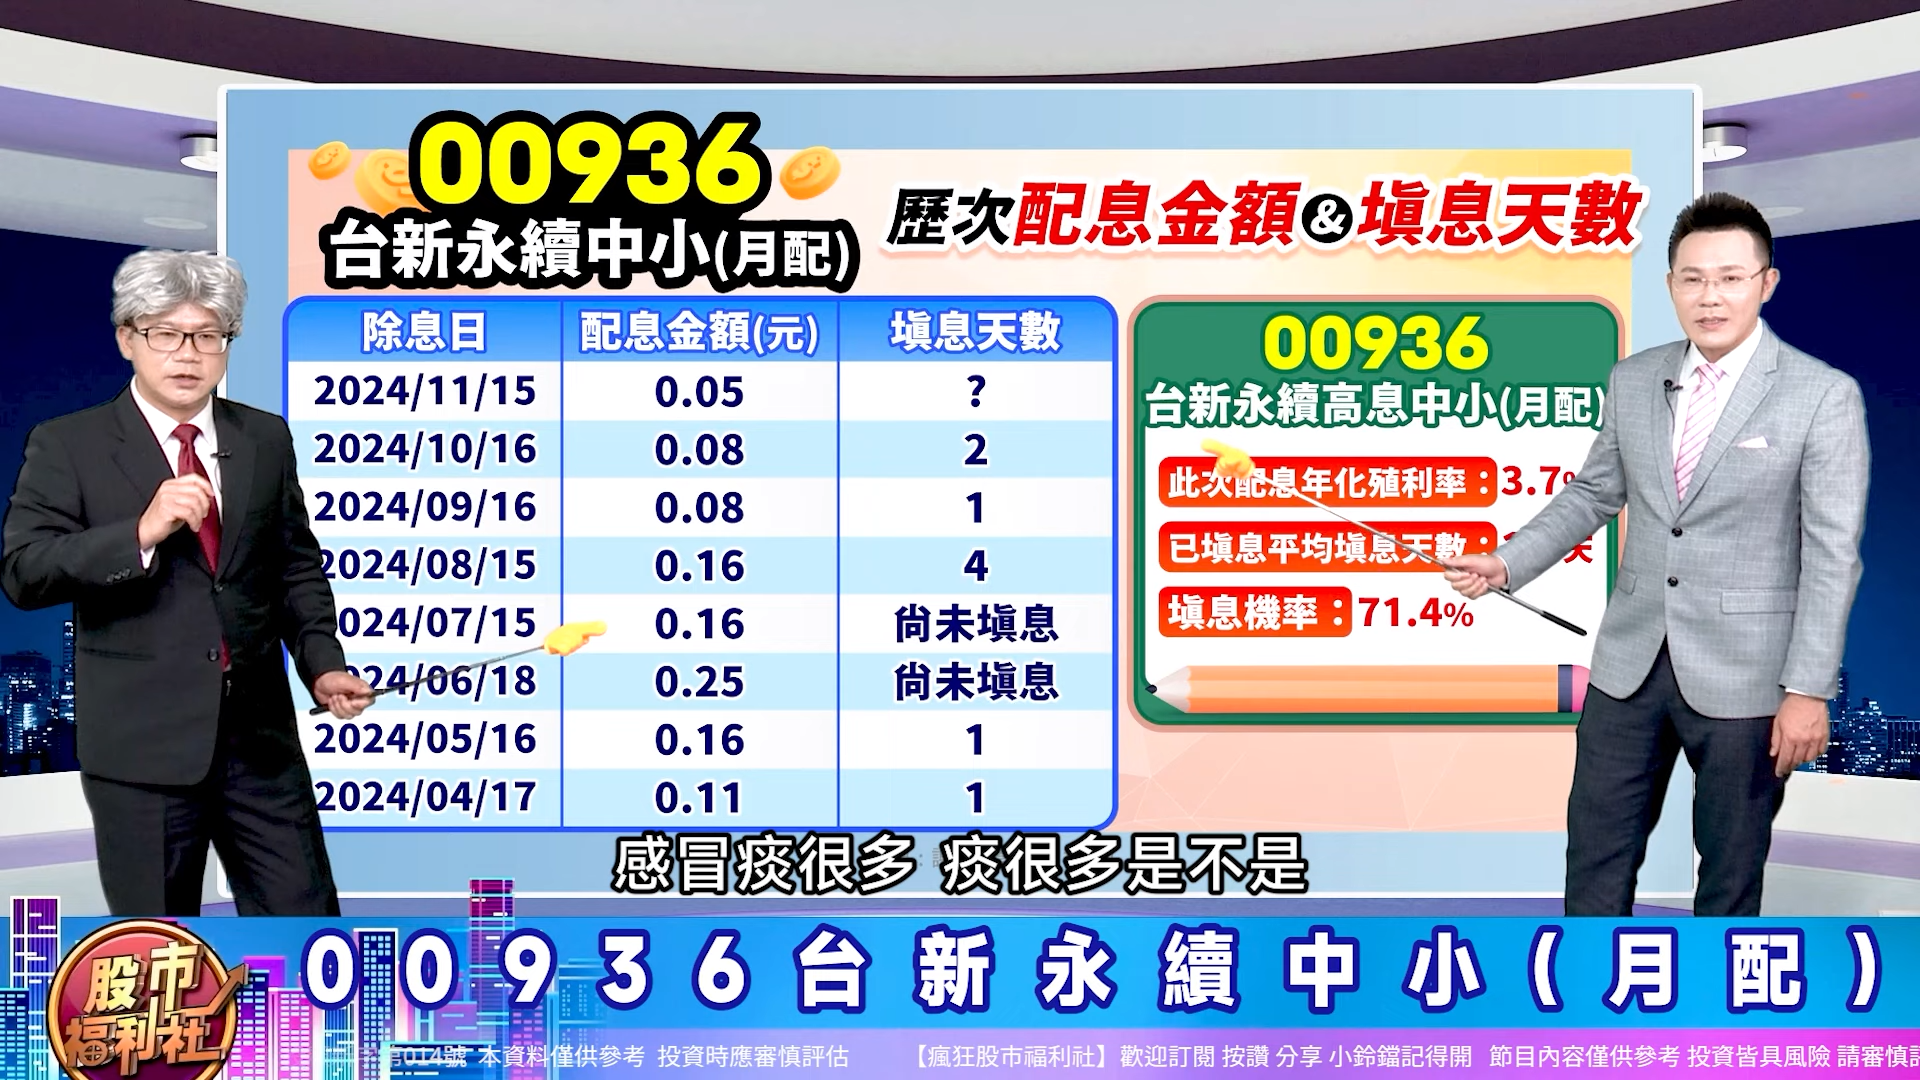 00936
台新永續中小(月配)
歷次配息金額&填息天數
除息日 配息金額(元) 填息天數
2024/11/15 0.05 ?
2024/10/16 0.08 2
2024/09/16 0.08 1
2024/08/15 0.16 4
024/07/15 0.16 尚未填息
24/06/18 0.25 尚未填息
2024/05/16 0.16 1
2024/04/17 0.11 1
00936
台新永續高息中小(月配)
此次配息年化殖利率：3.7%
已填息平均填息天數： 天
填息機率：71.4%
感冒痰很多 痰很多是不是
00936台新永續中小(月配)
股市
福利社
第014號 本資料僅供參考 投資時應審慎評估 【瘋狂股市福利社】歡迎訂閱 按讚 分享 小鈴鐺記得開 節目內容僅供參考 投資皆具風險 請審慎